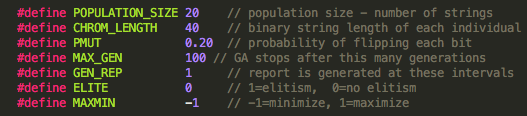 #define POPULATION_SIZE 20 // population size - number of strings
#define CHROM_LENGTH 40 // binary string length of each individual
#define PMUT 0.20 // probability of flipping each bit
#define MAX_GEN 100 // GA stops after this many generations
#define GEN_REP 1 // report is generated at these intervals
#define ELITE 0 // 1=elitism, 0=no elitism
#define MAXMIN -1 // -1=minimize, 1=maximize